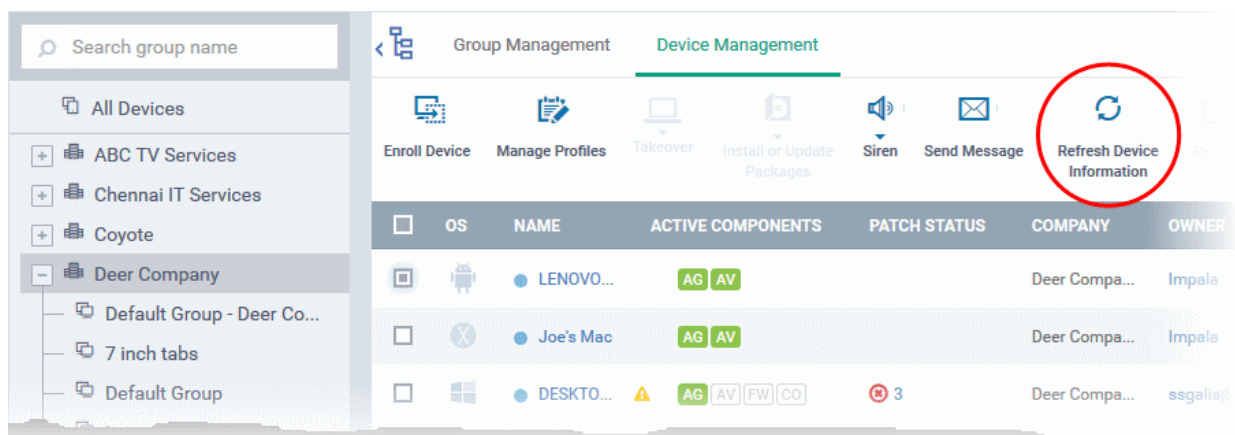 Search group name
Group Management
Device Management
All Devices
ABC TV Services
Chennai IT Services
Coyote
Deer Company
Default Group - Deer Co...
7 inch tabs
Default Group
Enroll Device
Manage Profiles
Takeover
Install or Update
Packages
Siren
Send Message
Refresh Device
Information
OS NAME ACTIVE COMPONENTS PATCH STATUS COMPANY OWNER
LENOVO... AG AV Deer Compa... Impala
Joe's Mac AG AV Deer Compa... Impala
DESKTO... AG AV FW CO 3 Deer Compa... ssgalia@